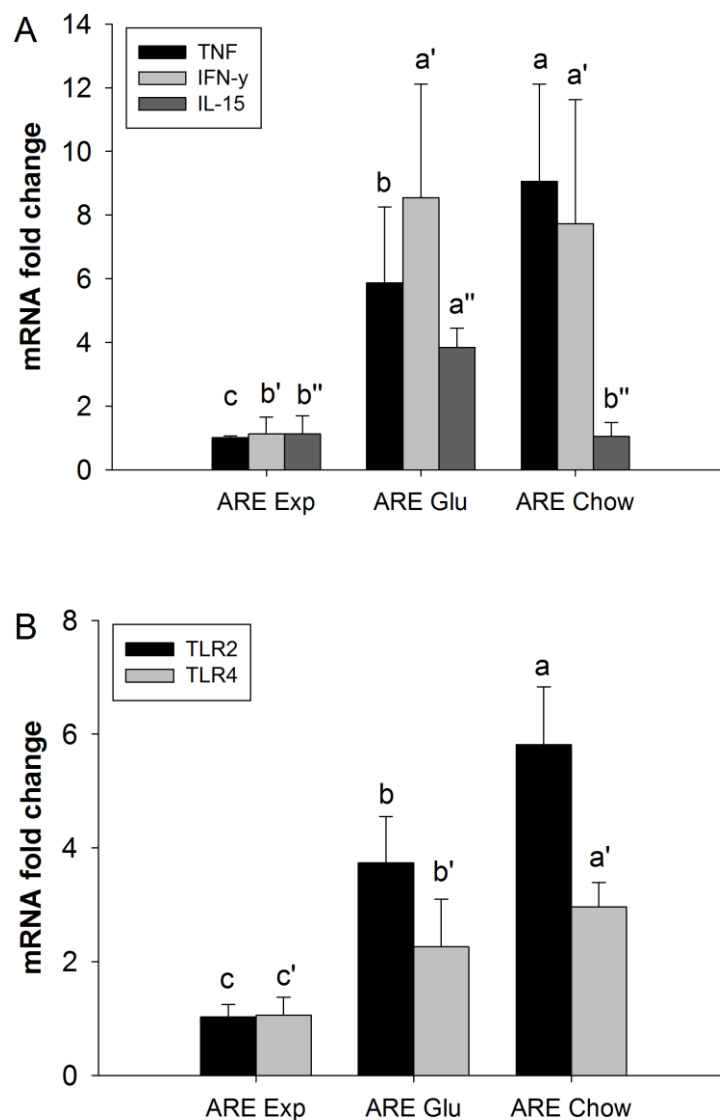 A
14
12
10
8
6
4
2
0
mRNA fold change
TNF
IFN-y
IL-15
c
b'
b"
b
a'
a"
a
a'
b"
ARE Exp
ARE Glu
ARE Chow
B
8
6
4
2
0
mRNA fold change
TLR2
TLR4
c
c'
b
b'
a
a'
ARE Exp
ARE Glu
ARE Chow